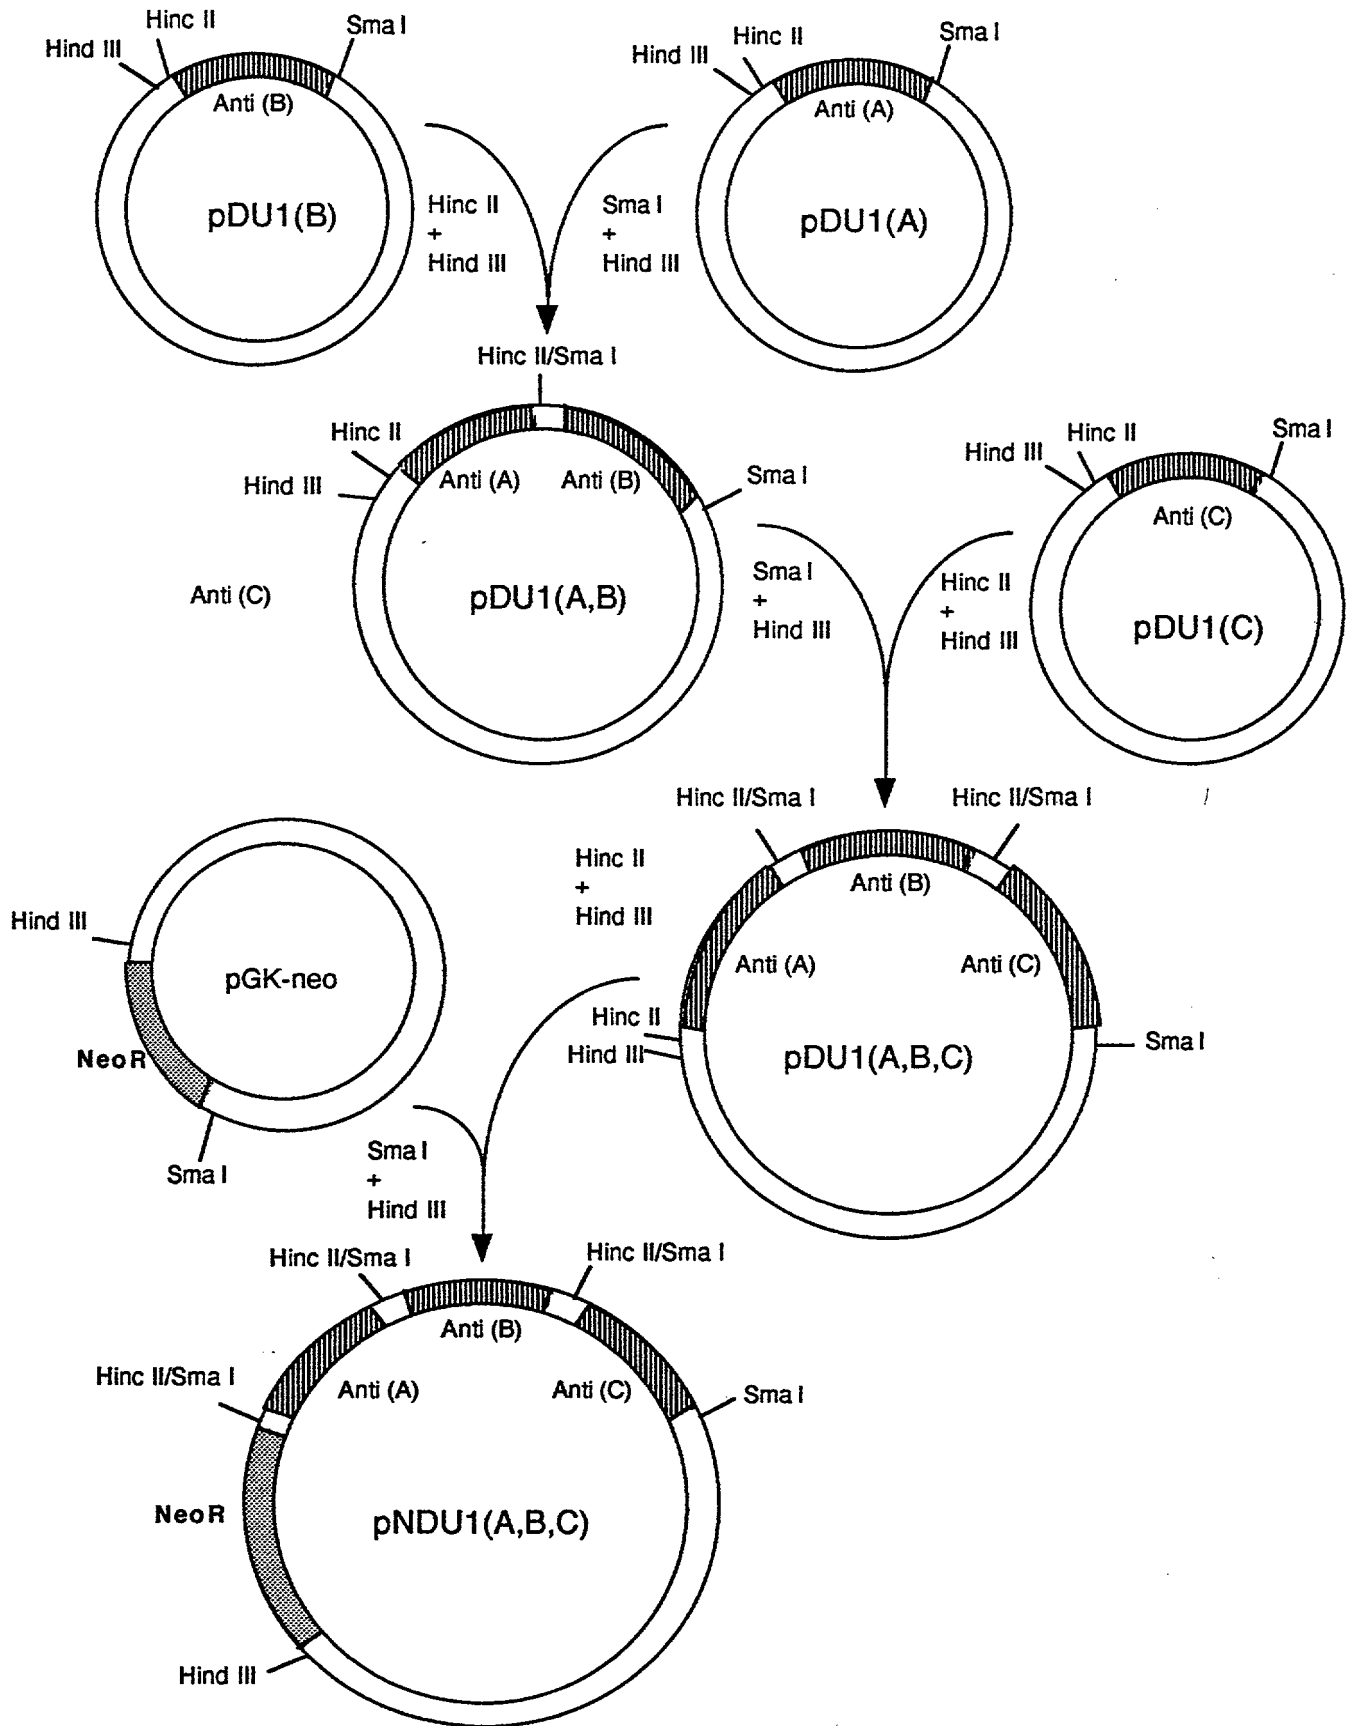 Hinc II
Sma I
Hind III
Anti (B)
pDU1(B)
Hinc II
Sma I
Hind III
Anti (A)
pDU1(A)
Hinc II
+
Hind III
Sma I
+
Hind III
Hinc II/Sma I
Hinc II
Hind III
Anti (A)
Anti (B)
Sma I
pDU1(A,B)
Anti (C)
Sma I
+
Hind III
Hinc II
+
Hind III
Hind III
Hinc II
Sma I
Anti (C)
pDU1(C)
Hinc II/Sma I
Hinc II/Sma I
Anti (B)
Anti (A)
Anti (C)
Hinc II
Hind III
Sma I
pDU1(A,B,C)
Hinc II
+
Hind III
Hind III
pGK-neo
NeoR
Sma I
Sma I
+
Hind III
Hinc II/Sma I
Hinc II/Sma I
Anti (B)
Hinc II/Sma I
Anti (A)
Anti (C)
Sma I
NeoR
pNDU1(A,B,C)
Hind III